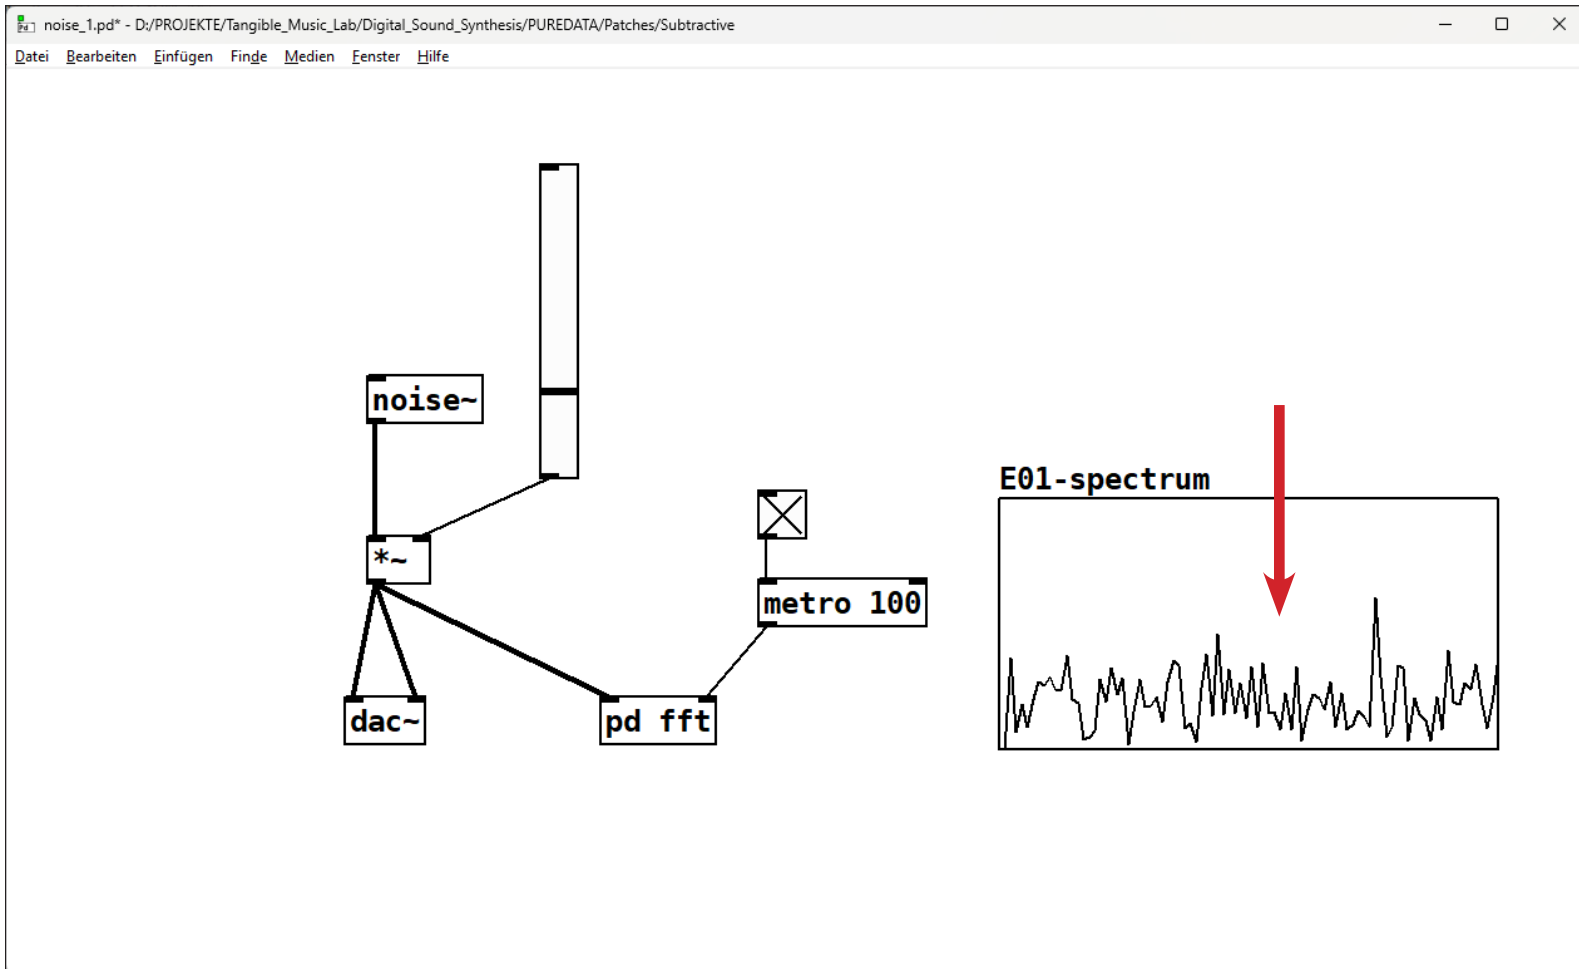 noise_1.pd* - D:/PROJEKTE/Tangible_Music_Lab/Digital_Sound_Synthesis/PUREDATA/Patches/Subtractive
Datei Bearbeiten Einfügen Finde Medien Fenster Hilfe
noise~
E01-spectrum
*~
metro 100
dac~
pd fft